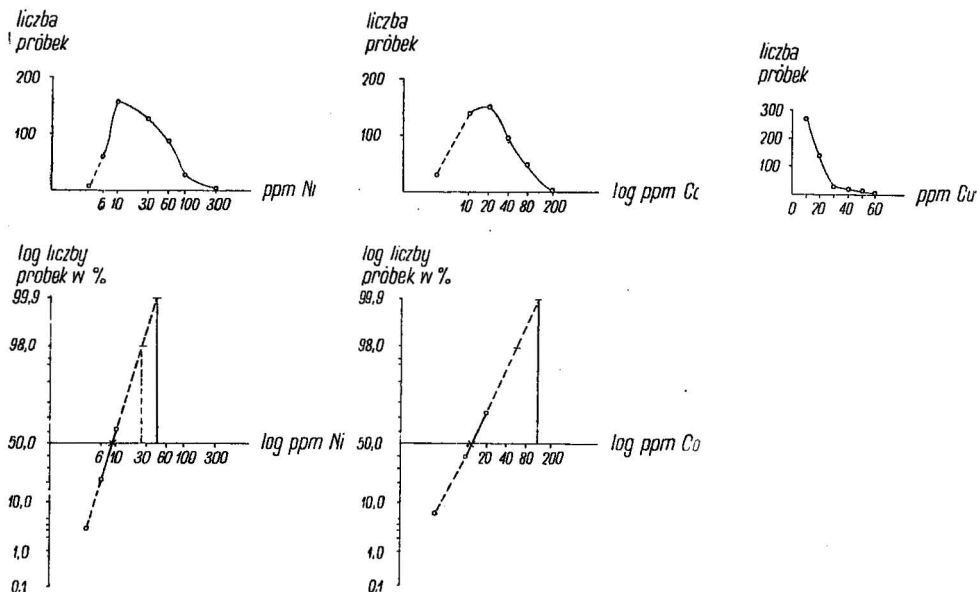 liczba
próbek
200
100
6 10 30 60 100 300
ppm Ni
liczba
próbek
200
100
10 20 40 80 200
log ppm Co
liczba
próbek
300
200
100
0 20 40 60
ppm Cu
log liczby
próbek w %
99,9
98,0
50,0
10,0
1,0
0,1
6 10 30 60 100 300
log ppm Ni
log liczby
próbek w %
99,9
98,0
50,0
10,0
1,0
0,1
20 40 80 200
log ppm Co